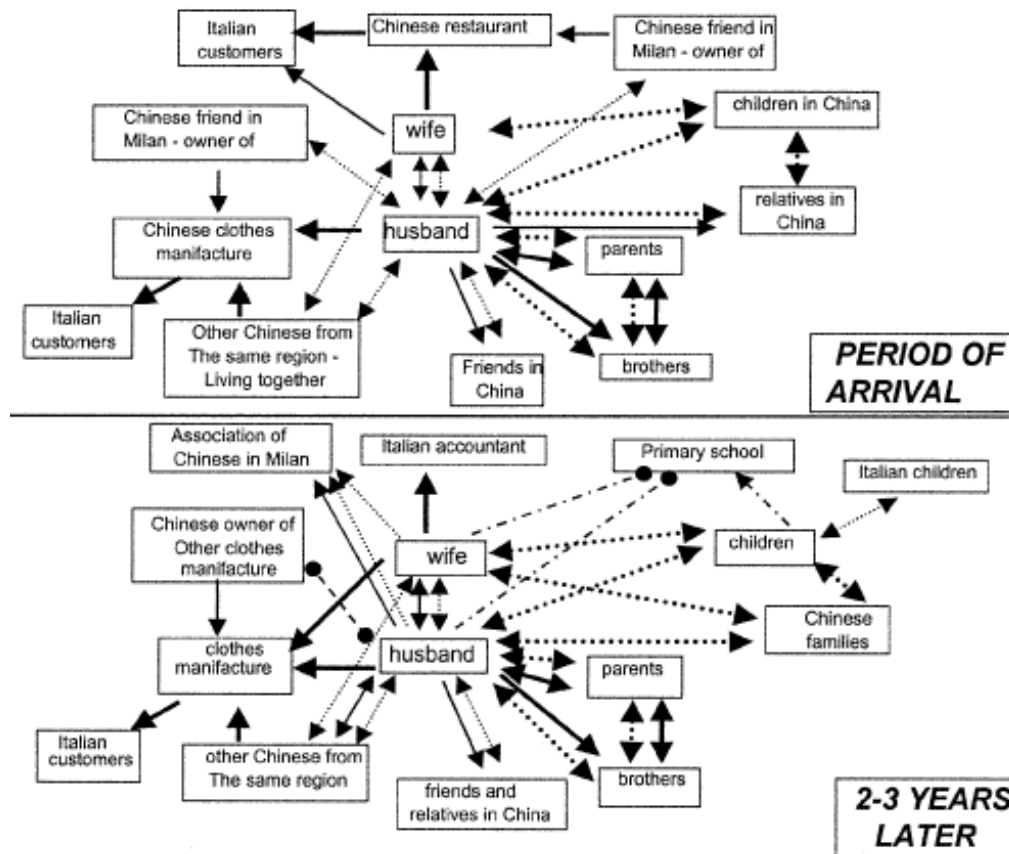 Italian
customers
Chinese restaurant
Chinese friend in
Milan - owner of
Chinese friend in
Milan - owner of
wife
children in China
relatives in
China
Chinese clothes
manifacture
husband
parents
Italian
customers
Other Chinese from
The same region -
Living together
Friends in
China
brothers
PERIOD OF
ARRIVAL
Association of
Chinese in Milan
Italian accountant
Primary school
Italian children
Chinese owner of
Other clothes
manifacture
wife
children
Chinese
families
clothes
manifacture
husband
parents
Italian
customers
other Chinese from
The same region
friends and
relatives in China
brothers
2-3 YEARS
LATER